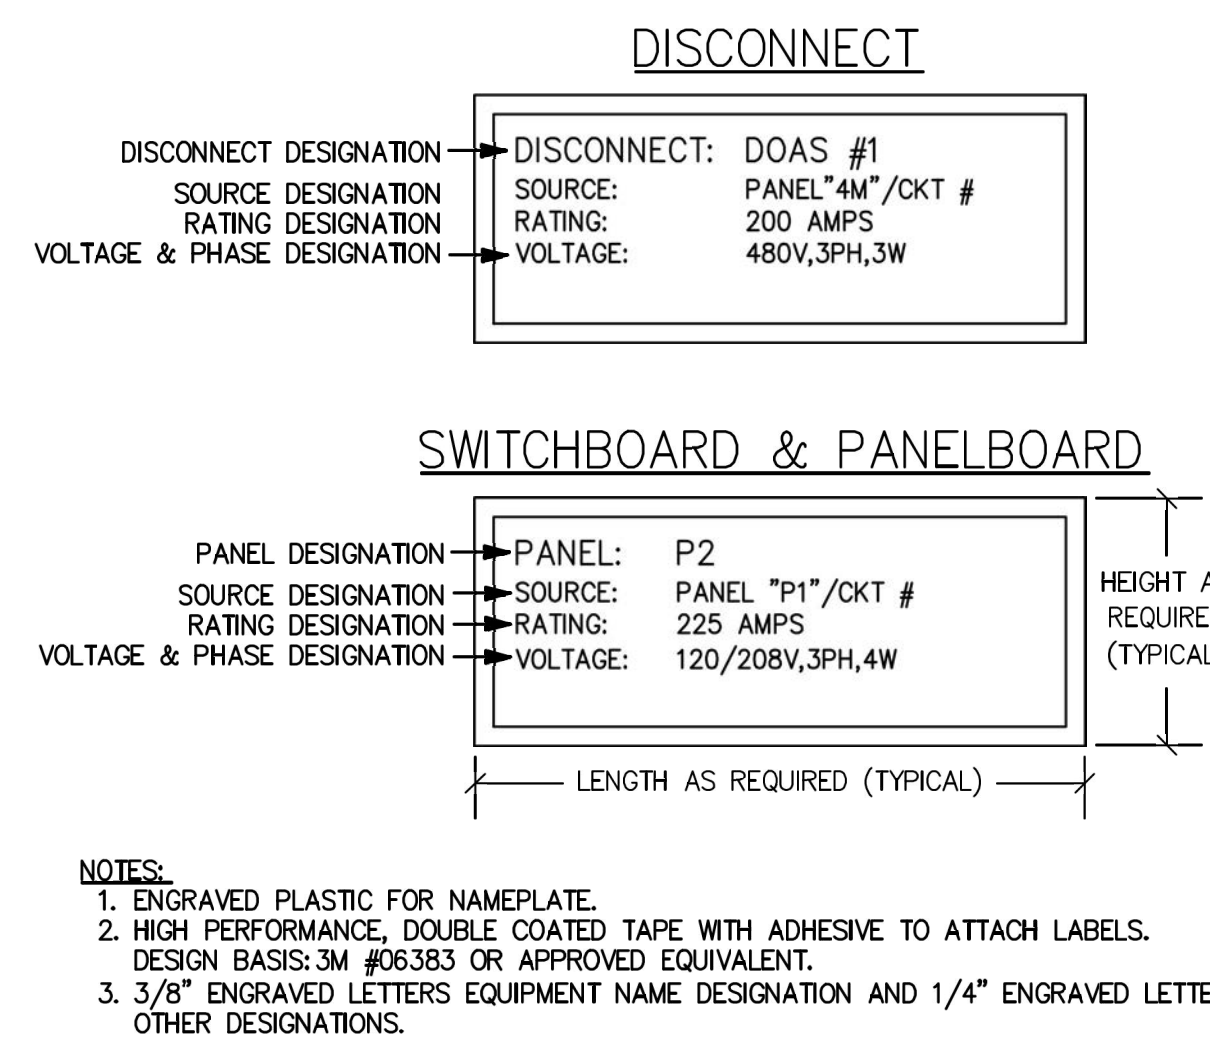 DISCONNECT
DISCONNECT DESIGNATION DISCONNECT: DOAS #1
SOURCE DESIGNATION SOURCE: PANEL"4M"/CKT #
RATING DESIGNATION RATING: 200 AMPS
VOLTAGE & PHASE DESIGNATION VOLTAGE: 480V,3PH,3W
SWITCHBOARD & PANELBOARD
PANEL DESIGNATION PANEL: P2
SOURCE DESIGNATION SOURCE: PANEL "P1"/CKT #
RATING DESIGNATION RATING: 225 AMPS
VOLTAGE & PHASE DESIGNATION VOLTAGE: 120/208V,3PH,4W
HEIGHT A
REQUIRE
(TYPICAL
LENGTH AS REQUIRED (TYPICAL)
NOTES:
1. ENGRAVED PLASTIC FOR NAMEPLATE.
2. HIGH PERFORMANCE, DOUBLE COATED TAPE WITH ADHESIVE TO ATTACH LABELS.
DESIGN BASIS: 3M #06383 OR APPROVED EQUIVALENT.
3. 3/8" ENGRAVED LETTERS EQUIPMENT NAME DESIGNATION AND 1/4" ENGRAVED LETTE
OTHER DESIGNATIONS.